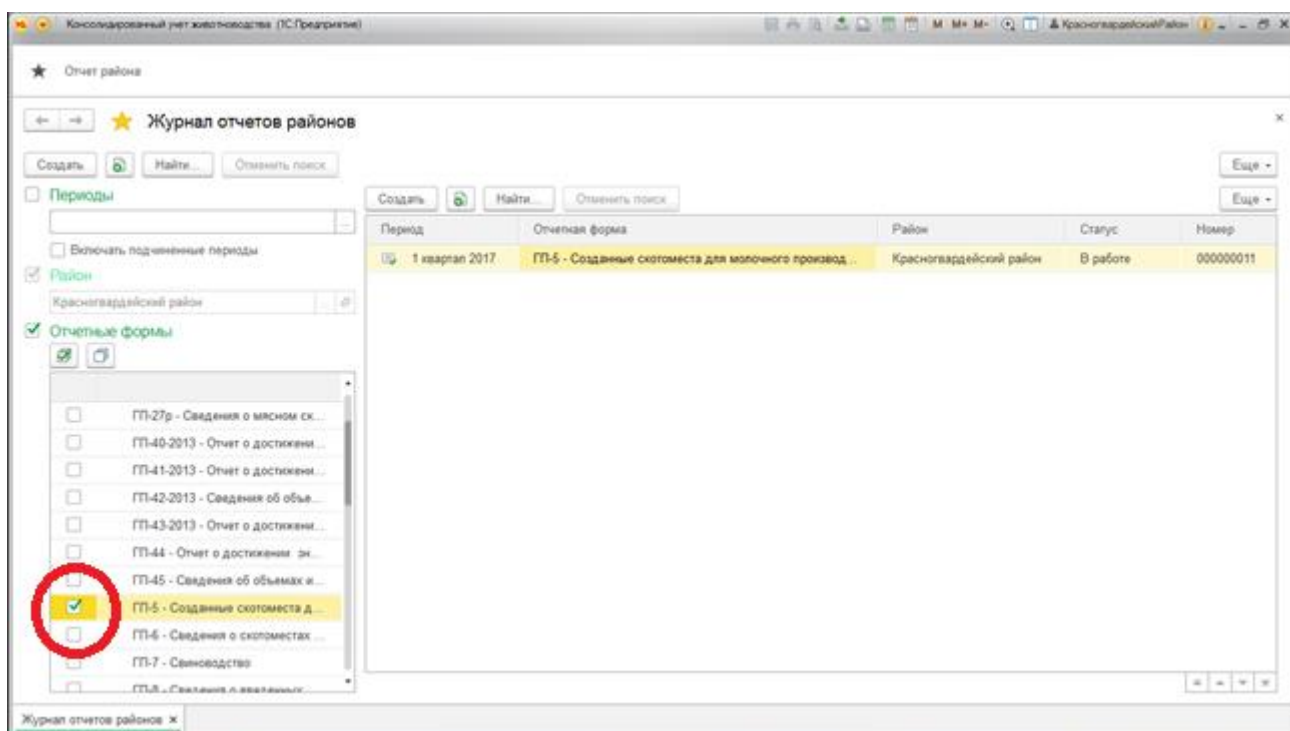 Консолидированный учет животноводства (1С:Предприятие)
M M+ M- КрасногвардейскийРайон
Отчет района
Журнал отчетов районов
Создать Найти... Отменить поиск Еще
Периоды
Создать Найти... Отменить поиск Еще
Период Отчетная форма Район Статус Номер
Включать подчиненные периоды
1 квартал 2017 ГП-5 - Созданные скотоместа для молочного производ... Красногвардейский район В работе 000000011
Район
Красногвардейский район
Отчетные формы
ГП-27р - Сведения о мясном ск...
ГП-40-2013 - Отчет о достижени...
ГП-41-2013 - Отчет о достижени...
ГП-42-2013 - Сведения об объе...
ГП-43-2013 - Отчет о достижени...
ГП-44 - Отчет о достижении зн...
ГП-45 - Сведения об объемах и...
ГП-5 - Созданные скотоместа д...
ГП-6 - Сведения о скотоместах ...
ГП-7 - Свиноводство
ГП-8 - Сведения о введенных...
Журнал отчетов районов ×